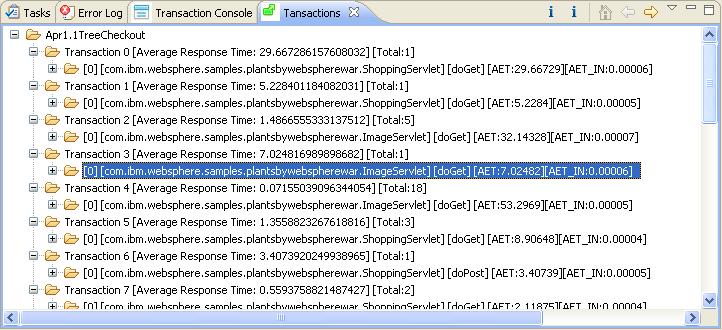 Tasks Error Log Transaction Console Tansactions
Apr1.1TreeCheckout
Transaction 0 [Average Response Time: 29.667286157608032] [Total:1]
[0] [com.ibm.websphere.samples.plantsbywebspherewar.ShoppingServlet] [doGet] [AET:29.66729][AET_IN:0.00006]
Transaction 1 [Average Response Time: 5.228401184082031] [Total:1]
[0] [com.ibm.websphere.samples.plantsbywebspherewar.ShoppingServlet] [doGet] [AET:5.2284][AET_IN:0.00005]
Transaction 2 [Average Response Time: 1.4866555333137512] [Total:5]
[0] [com.ibm.websphere.samples.plantsbywebspherewar.ImageServlet] [doGet] [AET:32.14328][AET_IN:0.00007]
Transaction 3 [Average Response Time: 7.024816989898682] [Total:1]
[0] [com.ibm.websphere.samples.plantsbywebspherewar.ImageServlet] [doGet] [AET:7.02482][AET_IN:0.00006]
Transaction 4 [Average Response Time: 0.07155039096344054] [Total:18]
[0] [com.ibm.websphere.samples.plantsbywebspherewar.ImageServlet] [doGet] [AET:53.2969][AET_IN:0.00005]
Transaction 5 [Average Response Time: 1.3558823267618816] [Total:3]
[0] [com.ibm.websphere.samples.plantsbywebspherewar.ShoppingServlet] [doGet] [AET:8.90648][AET_IN:0.00004]
Transaction 6 [Average Response Time: 3.4073920249938965] [Total:1]
[0] [com.ibm.websphere.samples.plantsbywebspherewar.ShoppingServlet] [doPost] [AET:3.40739][AET_IN:0.00005]
Transaction 7 [Average Response Time: 0.5593758821487427] [Total:2]
[0] [com.ibm.websphere.samples.plantsbywebspherewar.ShoppingServlet] [doGet] [AET:2.11875][AET_IN:0.00004]